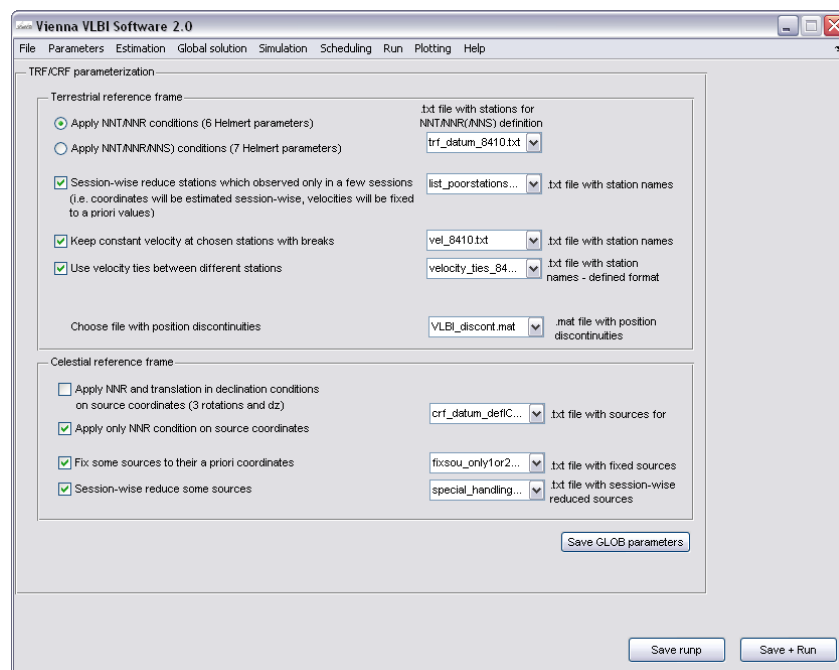 Vienna VLBI Software 2.0
File Parameters Estimation Global solution Simulation Scheduling Run Plotting Help
TRF/CRF parameterization
Terrestrial reference frame
Apply NNT/NNR conditions (6 Helmert parameters)
.txt file with stations for
NNT/NNR(/NNS) definition
Apply NNT/NNR/NNS) conditions (7 Helmert parameters)
trf_datum_8410.txt
Session-wise reduce stations which observed only in a few sessions
(i.e. coordinates will be estimated session-wise, velocities will be fixed
to a priori values)
list_poorstations...
.txt file with station names
Keep constant velocity at chosen stations with breaks
vel_8410.txt
.txt file with station names
Use velocity ties between different stations
velocity_ties_84...
.txt file with station
names - defined format
Choose file with position discontinuities
VLBI_discont.mat
.mat file with position
discontinuities
Celestial reference frame
Apply NNR and translation in declination conditions
on source coordinates (3 rotations and dz)
crf_datum_defIC...
.txt file with sources for
Apply only NNR condition on source coordinates
Fix some sources to their a priori coordinates
fixsou_only1or2...
.txt file with fixed sources
Session-wise reduce some sources
special_handling...
.txt file with session-wise
reduced sources
Save GLOB parameters
Save runp
Save + Run